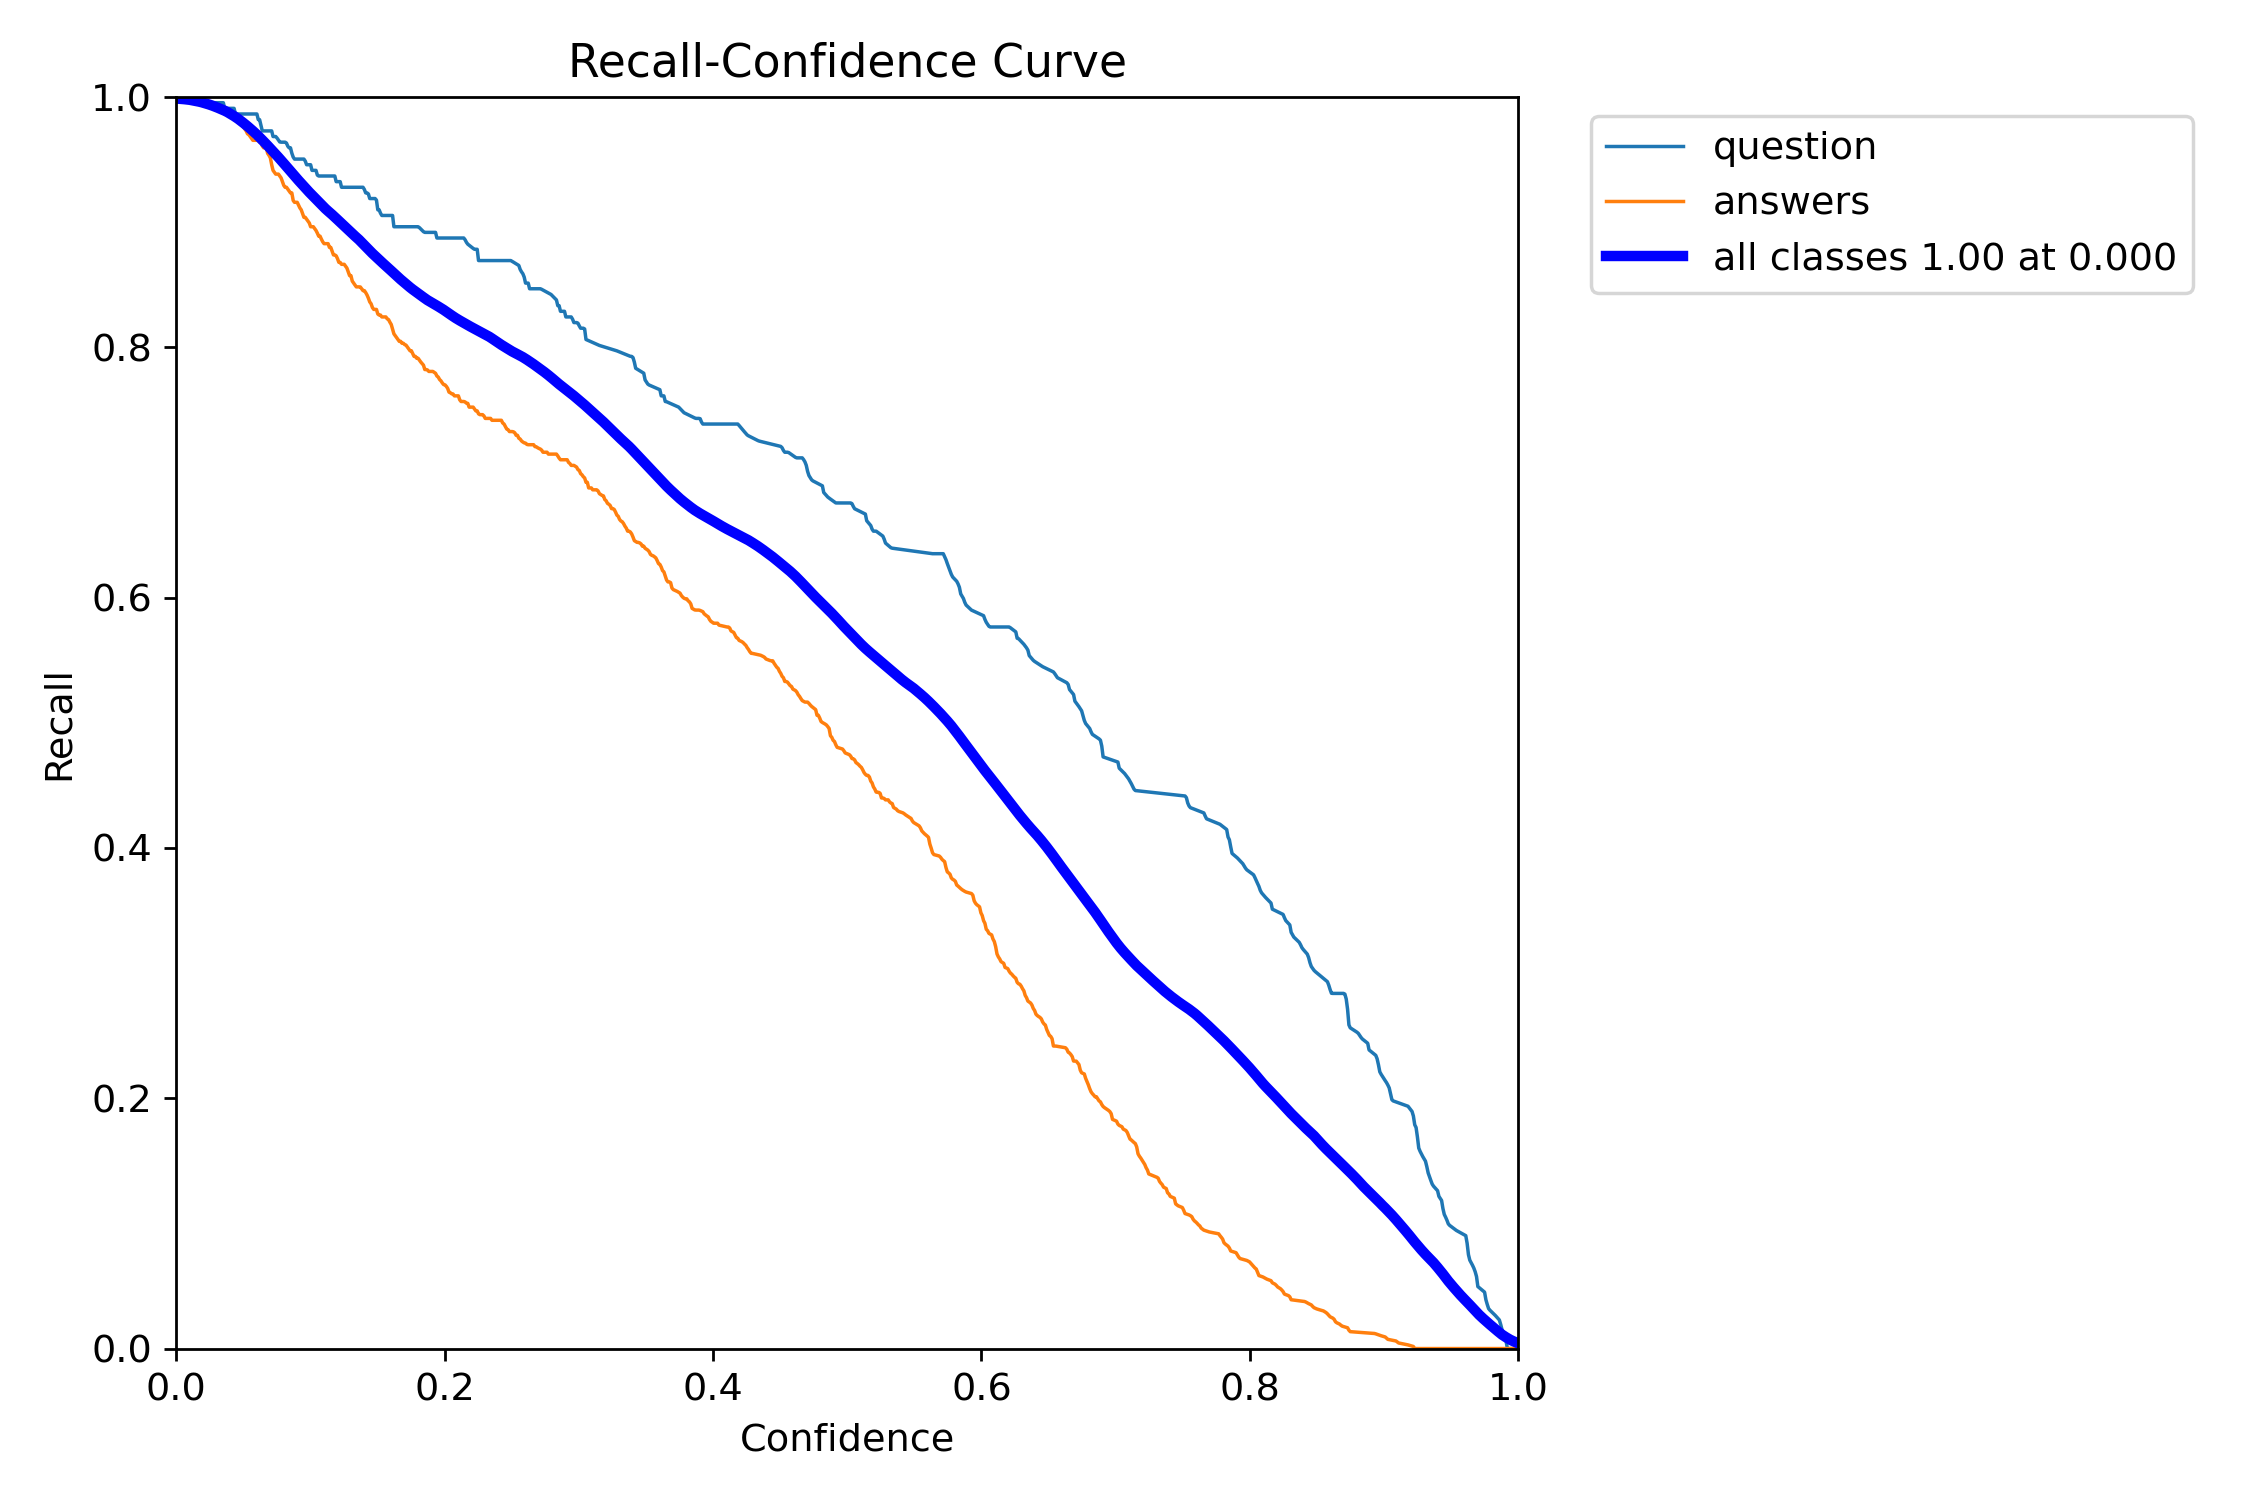 Recall-Confidence Curve
question
answers
all classes 1.00 at 0.000
1.0
0.8
0.6
0.4
0.2
0.0
Recall
0.0 0.2 0.4 0.6 0.8 1.0
Confidence